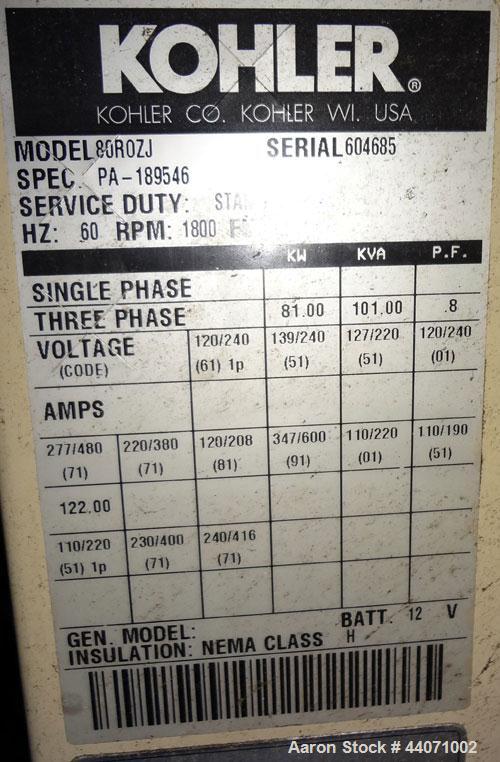 KOHLER®
KOHLER CO. KOHLER WI. USA
MODEL 80ROZJ SERIAL 604685
SPEC. PA-189546
SERVICE DUTY:
HZ: 60 RPM: 1800
KW KVA P.F.
SINGLE PHASE
THREE PHASE 81.00 101.00 .8
VOLTAGE 120/240 139/240 127/220 120/240
(CODE) (61) 1p (51) (51) (01)
AMPS
277/480 220/380 120/208 347/600 110/220 110/190
(71) (71) (81) (91) (01) (51)
122.00
110/220 230/400 240/416
(51) 1p (71) (71)
GEN. MODEL: BATT. 12 V
INSULATION: NEMA CLASS H
Aaron Stock # 44071002